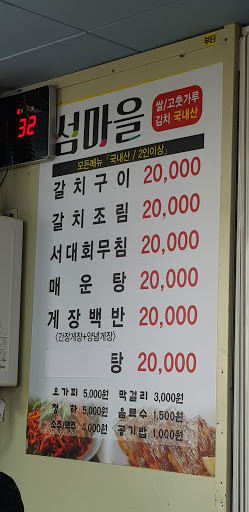 부터
32
섬마을
쌀/고춧가루
김치 국내산
모든메뉴 「국내산 / 2인이상」
갈치구이 20,000
갈치조림 20,000
서대회무침 20,000
매운탕 20,000
게장백반 20,000
(간장게장+양념게장)
탕 20,000
오가피 5,000원 막걸리 3,000원
청하 5,000원 음료수 1,500원
소주/맥주 4,000원 공기밥 1,000원